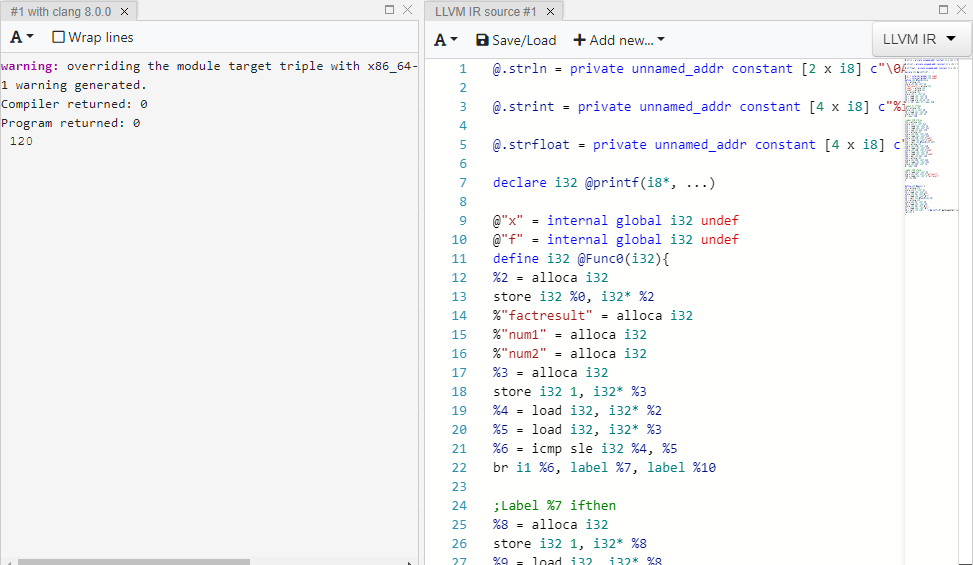 #1 with clang 8.0.0
A Wrap lines
warning: overriding the module target triple with x86_64-
1 warning generated.
Compiler returned: 0
Program returned: 0
120
LLVM IR source #1
A Save/Load + Add new...
LLVM IR
1 @.strln = private unnamed_addr constant [2 x i8] c"\0
2
3 @.strint = private unnamed_addr constant [4 x i8] c"%
4
5 @.strfloat = private unnamed_addr constant [4 x i8] c
6
7 declare i32 @printf(i8*, ...)
8
9 @"x" = internal global i32 undef
10 @"f" = internal global i32 undef
11 define i32 @Func0(i32){
12 %2 = alloca i32
13 store i32 %0, i32* %2
14 %"factresult" = alloca i32
15 %"num1" = alloca i32
16 %"num2" = alloca i32
17 %3 = alloca i32
18 store i32 1, i32* %3
19 %4 = load i32, i32* %2
20 %5 = load i32, i32* %3
21 %6 = icmp sle i32 %4, %5
22 br i1 %6, label %7, label %10
23
24 ;Label %7 ifthen
25 %8 = alloca i32
26 store i32 1, i32* %8
27 %9 = load i32, i32* %8